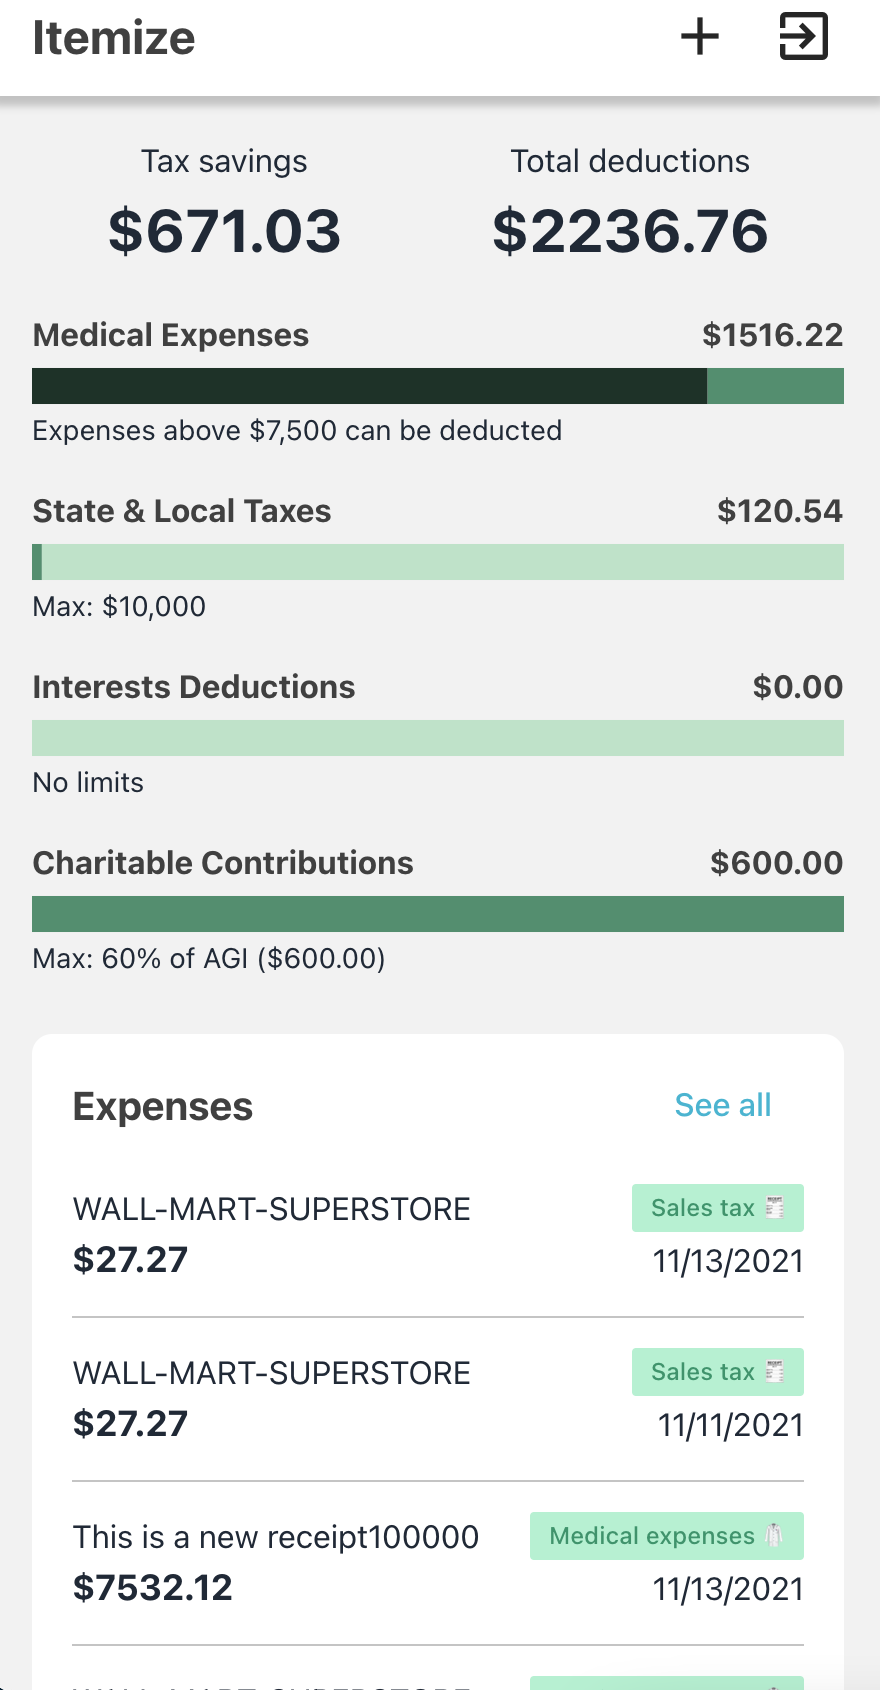 Itemize
Tax savings
Total deductions
$671.03
$2236.76
Medical Expenses
$1516.22
Expenses above $7,500 can be deducted
State & Local Taxes
$120.54
Max: $10,000
Interests Deductions
$0.00
No limits
Charitable Contributions
$600.00
Max: 60% of AGI ($600.00)
Expenses
See all
WALL-MART-SUPERSTORE
Sales tax
$27.27
11/13/2021
WALL-MART-SUPERSTORE
Sales tax
$27.27
11/11/2021
This is a new receipt100000
Medical expenses
$7532.12
11/13/2021